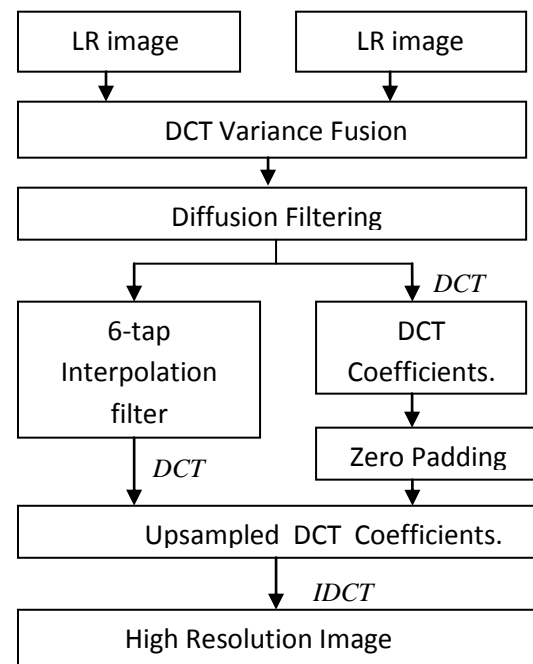 LR image
LR image
DCT Variance Fusion
Diffusion Filtering
DCT
6-tap
Interpolation
filter
DCT
Coefficients.
DCT
Zero Padding
Upsampled DCT Coefficients.
IDCT
High Resolution Image